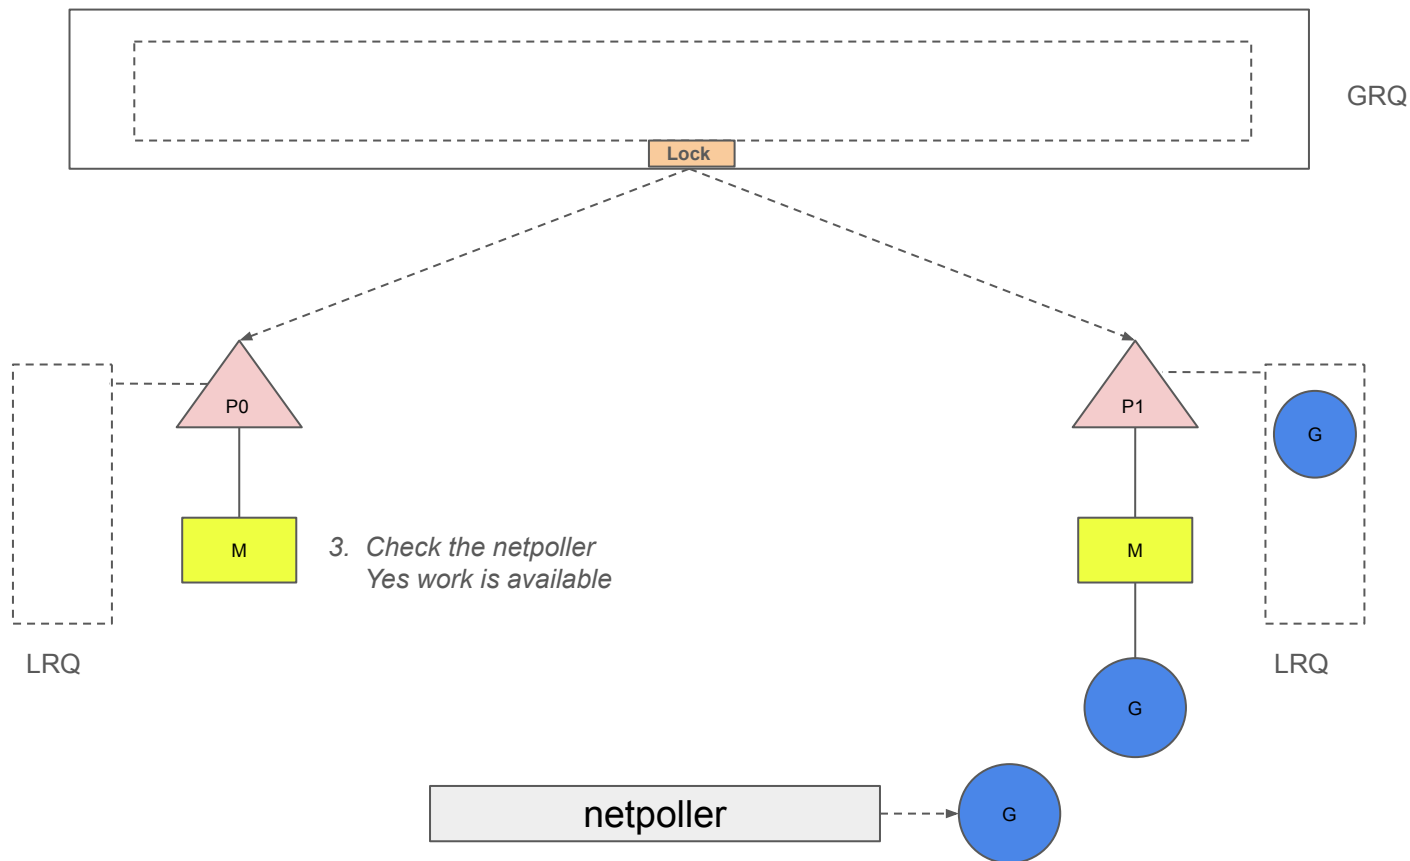 GRQ
Lock
P0
P1
G
M
3. Check the netpoller
Yes work is available
M
LRQ
LRQ
G
netpoller
G